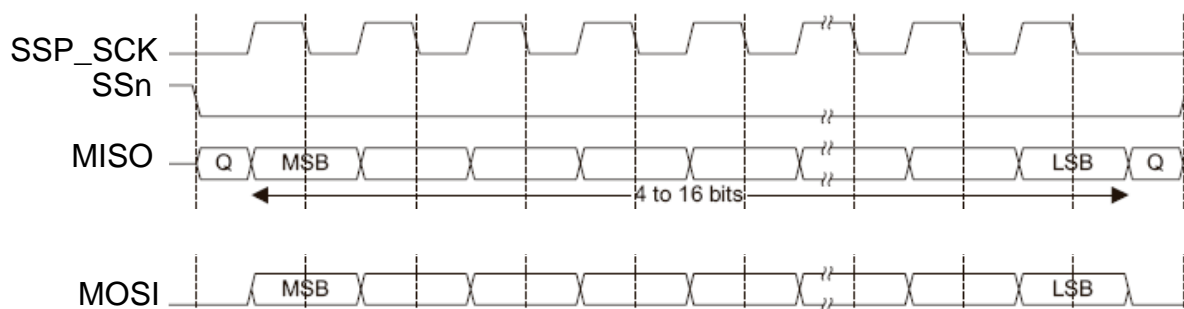 SSP_SCK
SSn
MISO Q MSB LSB Q
4 to 16 bits
MOSI MSB LSB